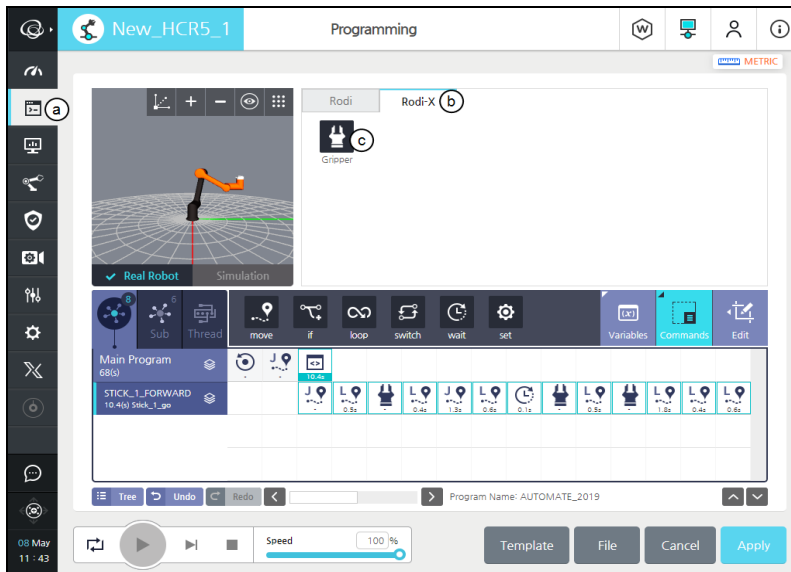 New_HCR5_1
Programming
W
METRIC
a
Rodi
Rodi-X
b
c
Gripper
Real Robot
Simulation
8
6
Sub
Thread
move
if
loop
switch
wait
set
(x)
Variables
Commands
Edit
Main Program
68(s)
J
10.4s
STICK_1_FORWARD
10.4(s) Stick_1_go
J L L J L L L L L
- 0.5s - 0.4s 1.3s 0.6s 0.1s - 0.5s - 1.8s 0.4s 0.6s
Tree
Undo
Redo
Program Name: AUTOMATE_2019
08 May
11 : 43
Speed
100 %
Template
File
Cancel
Apply